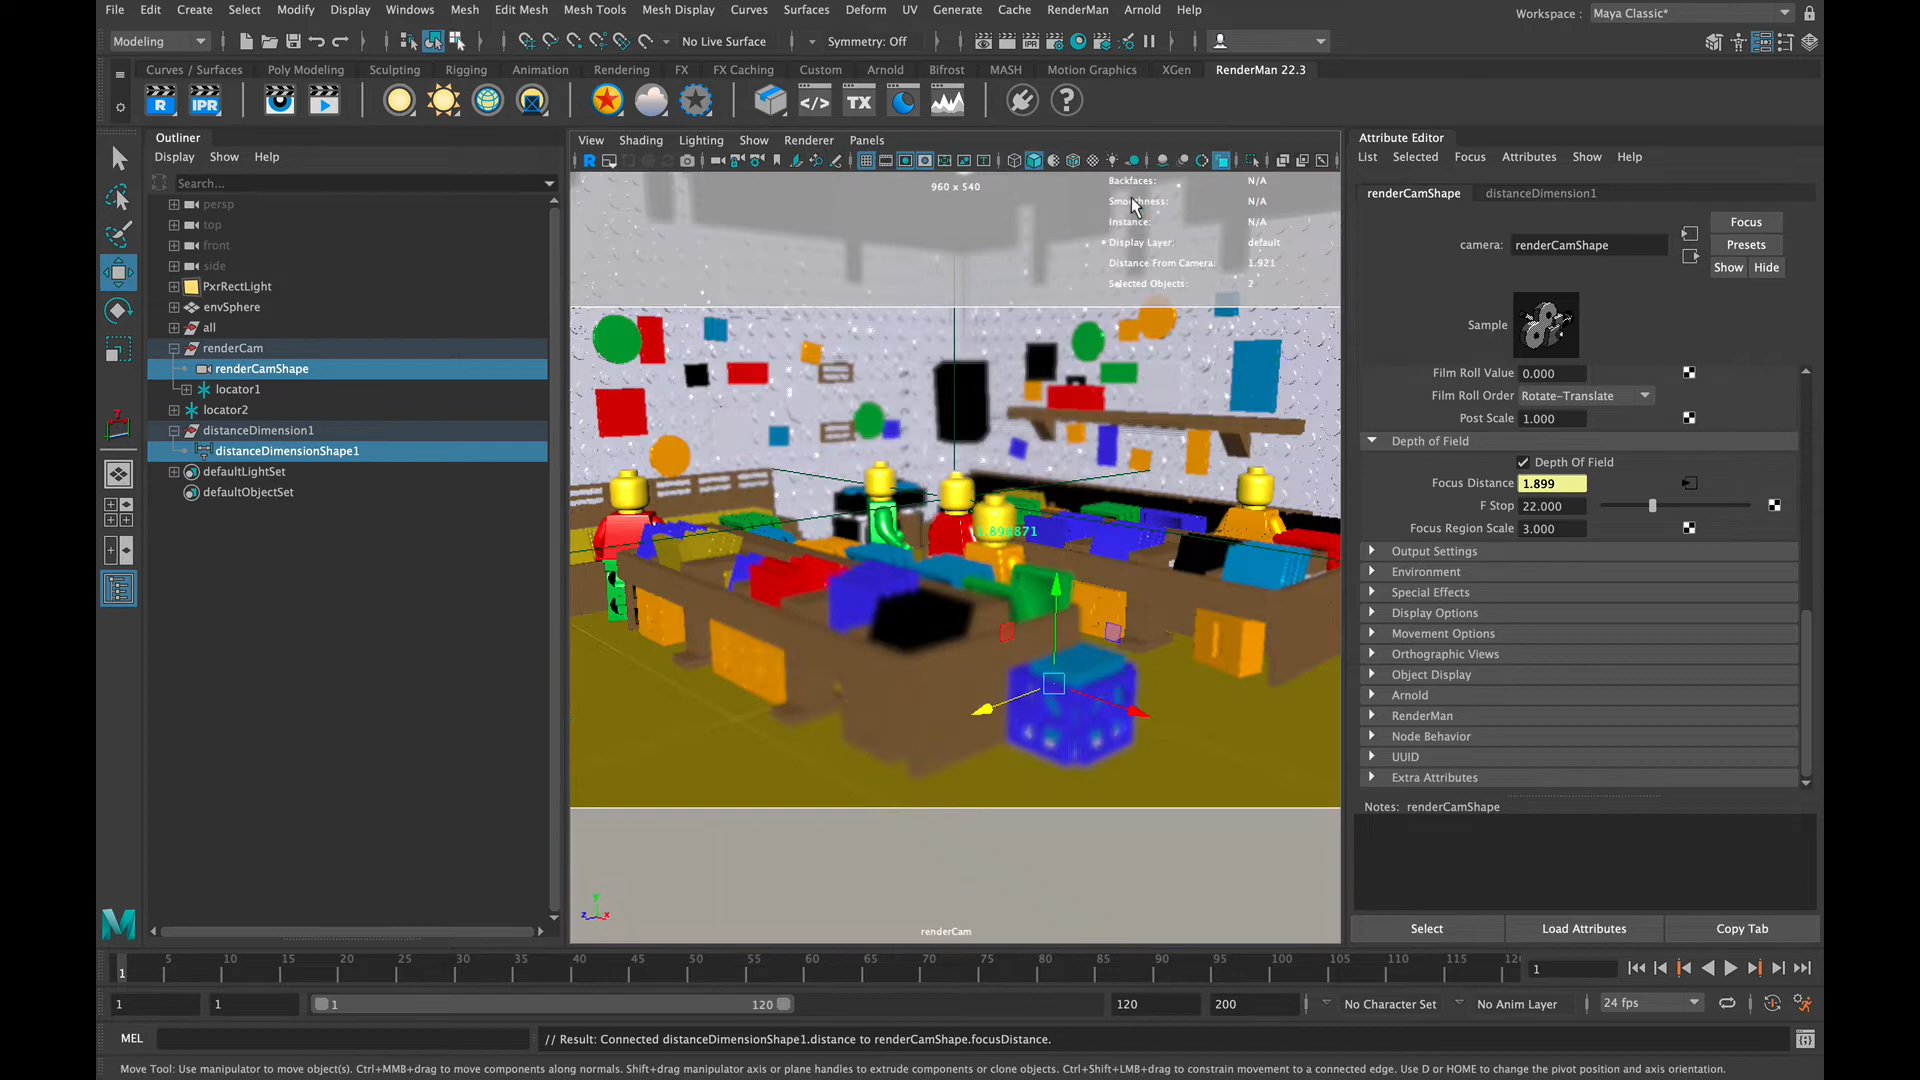 File Edit Create Select Modify Display Windows Mesh Edit Mesh Mesh Tools Mesh Display Curves Surfaces Deform UV Generate Cache RenderMan Arnold Help
Workspace : Maya Classic*
Modeling No Live Surface Symmetry: Off
Curves / Surfaces Poly Modeling Sculpting Rigging Animation Rendering FX FX Caching Custom Arnold Bifrost MASH Motion Graphics XGen RenderMan 22.3
R IPR </> TX ?
Outliner
Display Show Help
Search...
persp
top
front
side
PxrRectLight
envSphere
all
renderCam
renderCamShape
locator1
locator2
distanceDimension1
distanceDimensionShape1
defaultLightSet
defaultObjectSet
View Shading Lighting Show Renderer Panels
960 x 540
Backfaces: N/A
Smoothness: N/A
Instance: N/A
Display Layer: default
Distance From Camera: 1.921
Selected Objects: 2
renderCam
Attribute Editor
List Selected Focus Attributes Show Help
renderCamShape distanceDimension1
camera: renderCamShape
Focus
Presets
Show Hide
Sample
Film Roll Value 0.000
Film Roll Order Rotate-Translate
Post Scale 1.000
Depth of Field
Depth Of Field
Focus Distance 1.899
F Stop 22.000
Focus Region Scale 3.000
Output Settings
Environment
Special Effects
Display Options
Movement Options
Orthographic Views
Object Display
Arnold
RenderMan
Node Behavior
UUID
Extra Attributes
Notes: renderCamShape
Select Load Attributes Copy Tab
1 5 10 15 20 25 30 35 40 45 50 55 60 65 70 75 80 85 90 95 100 105 110 115 1
1 1 1 120 120 200 No Character Set No Anim Layer 24 fps
MEL // Result: Connected distanceDimensionShape1.distance to renderCamShape.focusDistance.
Move Tool: Use manipulator to move object(s). Ctrl+MMB+drag to move components along normals. Shift+drag manipulator axis or plane handles to extrude components or clone objects. Ctrl+Shift+LMB+drag to constrain movement to a connected edge. Use D or HOME to change the pivot position and axis orientation.